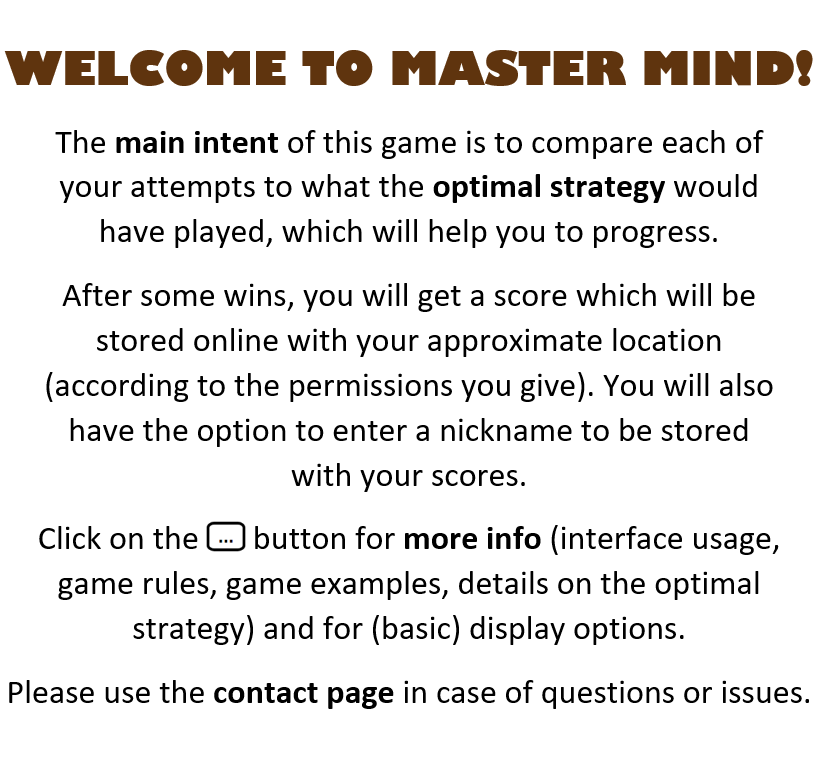 WELCOME TO MASTER MIND!
The main intent of this game is to compare each of
your attempts to what the optimal strategy would
have played, which will help you to progress.
After some wins, you will get a score which will be
stored online with your approximate location
(according to the permissions you give). You will also
have the option to enter a nickname to be stored
with your scores.
Click on the ... button for more info (interface usage,
game rules, game examples, details on the optimal
strategy) and for (basic) display options.
Please use the contact page in case of questions or issues.